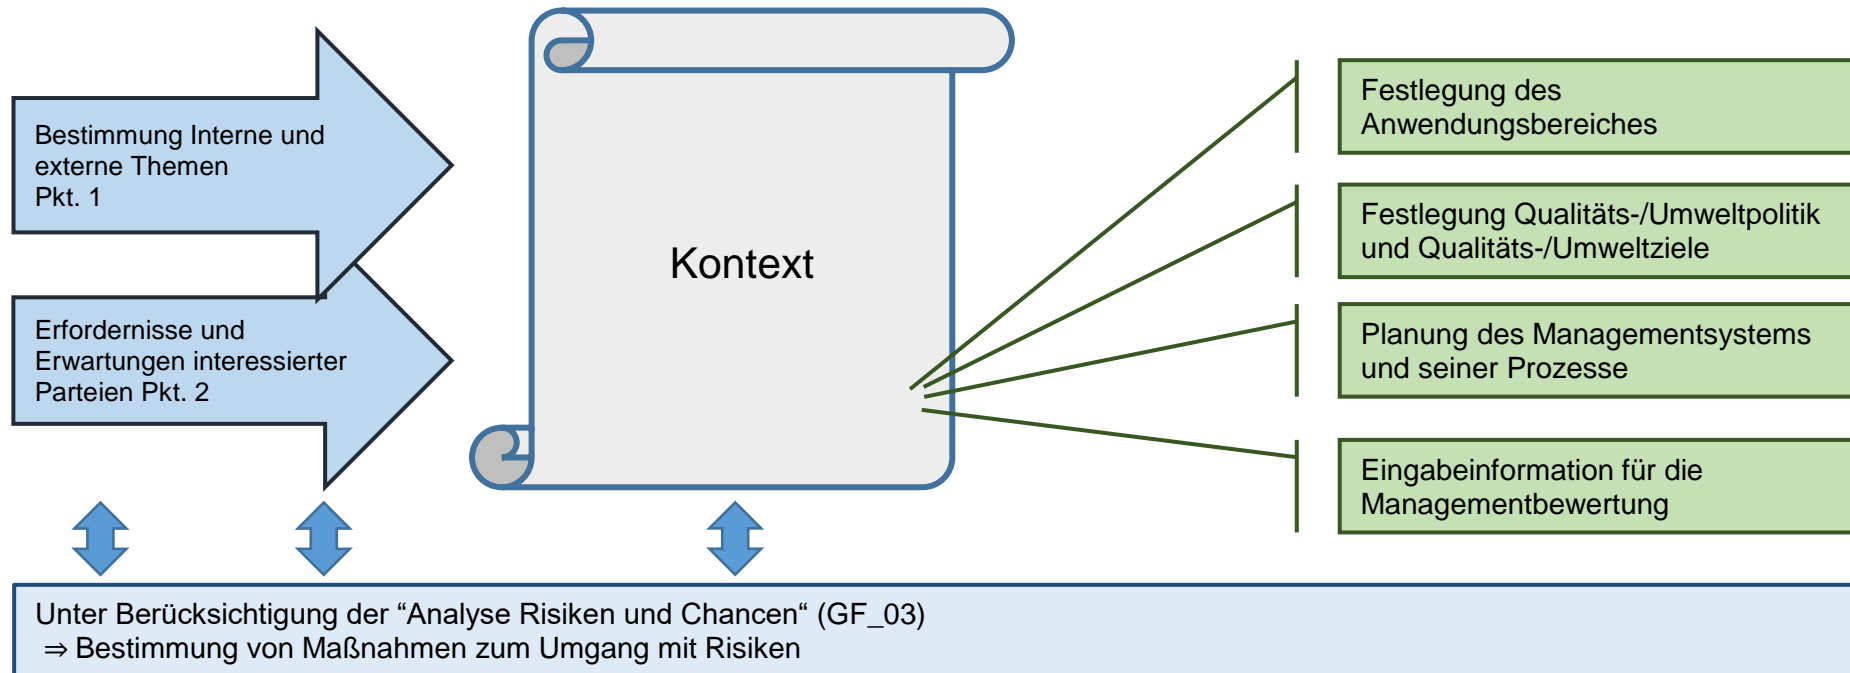 Bestimmung Interne und
externe Themen
Pkt. 1
Erfordernisse und
Erwartungen interessierter
Parteien Pkt. 2
Kontext
Festlegung des
Anwendungsbereiches
Festlegung Qualitäts-/Umweltpolitik
und Qualitäts-/Umweltziele
Planung des Managementsystems
und seiner Prozesse
Eingabeinformation für die
Managementbewertung
Unter Berücksichtigung der “Analyse Risiken und Chancen“ (GF_03)
⇒ Bestimmung von Maßnahmen zum Umgang mit Risiken